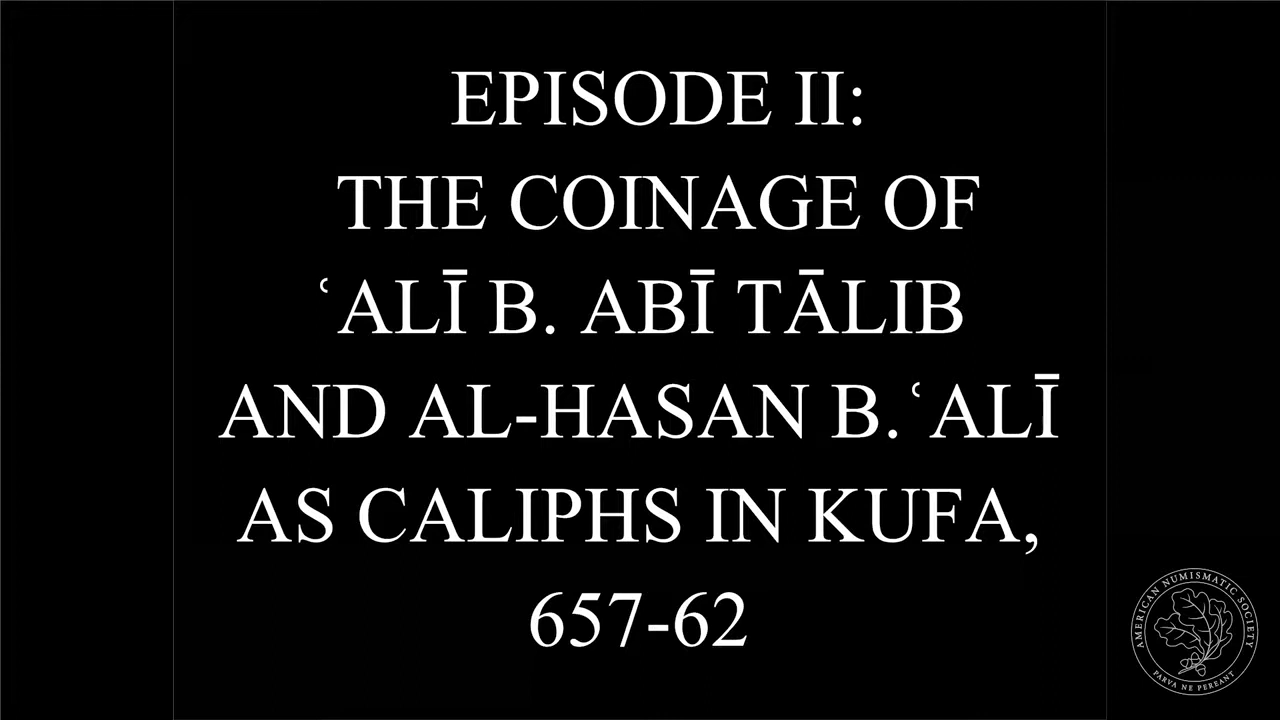 EPISODE II:
THE COINAGE OF
ʿALĪ B. ABĪ TĀLIB
AND AL-HASAN B.ʿALĪ
AS CALIPHS IN KUFA,
657-62
AMERICAN NUMISMATIC SOCIETY
PARVA NE PEREANT